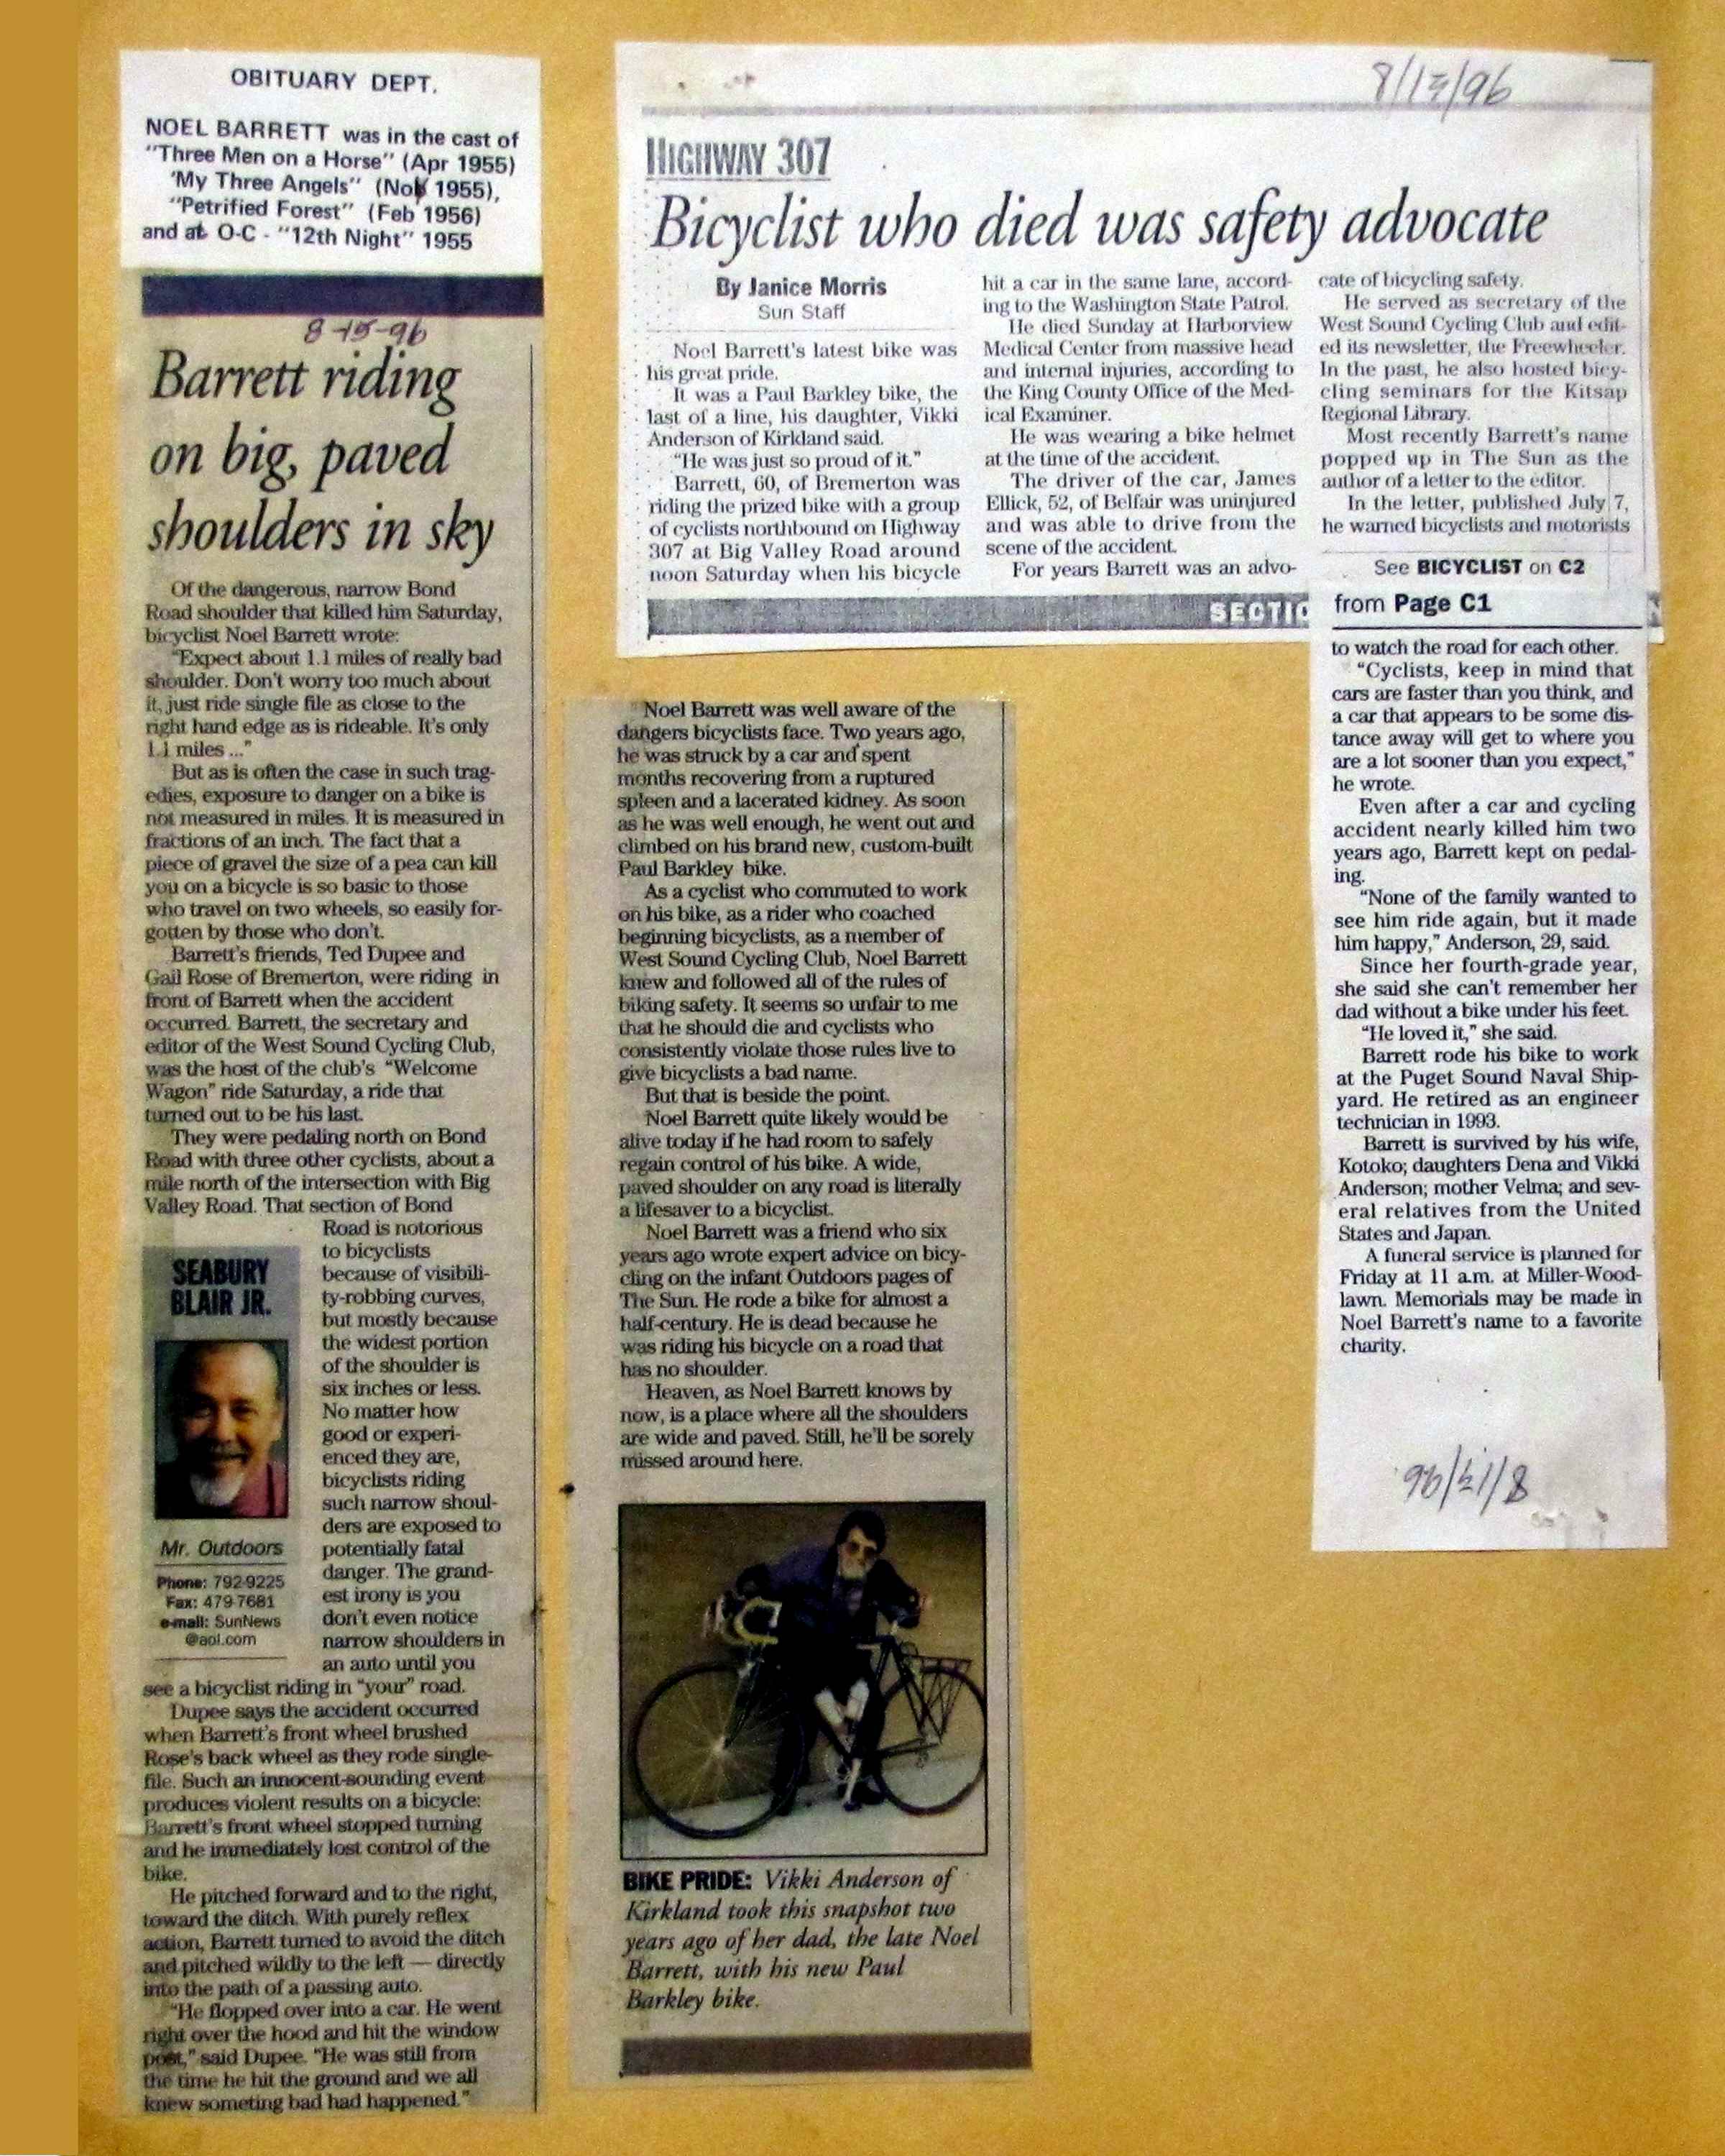 OBITUARY DEPT.
NOEL BARRETT was in the cast of
"Three Men on a Horse" (Apr 1955)
'My Three Angels" (Nov 1955),
"Petrified Forest" (Feb 1956)
and at O-C - "12th Night" 1955
8-15-96
Barrett riding
on big, paved
shoulders in sky
Of the dangerous, narrow Bond
Road shoulder that killed him Saturday,
bicyclist Noel Barrett wrote:
"Expect about 1.1 miles of really bad
shoulder. Don't worry too much about
it, just ride single file as close to the
right hand edge as is rideable. It's only
1.1 miles ..."
But as is often the case in such trag-
edies, exposure to danger on a bike is
not measured in miles. It is measured in
fractions of an inch. The fact that a
piece of gravel the size of a pea can kill
you on a bicycle is so basic to those
who travel on two wheels, so easily for-
gotten by those who don't.
Barrett's friends, Ted Dupee and
Gail Rose of Bremerton, were riding in
front of Barrett when the accident
occurred. Barrett, the secretary and
editor of the West Sound Cycling Club,
was the host of the club's "Welcome
Wagon" ride Saturday, a ride that
turned out to be his last.
They were pedaling north on Bond
Road with three other cyclists, about a
mile north of the intersection with Big
Valley Road. That section of Bond
Road is notorious
to bicyclists
because of visibili-
ty-robbing curves,
but mostly because
the widest portion
of the shoulder is
six inches or less.
No matter how
good or experi-
enced they are,
bicyclists riding
such narrow shoul-
ders are exposed to
potentially fatal
danger. The grand-
est irony is you
don't even notice
narrow shoulders in
an auto until you
see a bicyclist riding in "your" road.
SEABURY
BLAIR JR.
Mr. Outdoors
Phone: 792-9225
Fax: 479-7681
e-mail: SunNews
@aol.com
Dupee says the accident occurred
when Barrett's front wheel brushed
Rose's back wheel as they rode single-
file. Such an innocent-sounding event
produces violent results on a bicycle:
Barrett's front wheel stopped turning
and he immediately lost control of the
bike.
He pitched forward and to the right,
toward the ditch. With purely reflex
action, Barrett turned to avoid the ditch
and pitched wildly to the left — directly
into the path of a passing auto.
"He flopped over into a car. He went
right over the hood and hit the window
post," said Dupee. "He was still from
the time he hit the ground and we all
knew someting bad had happened."
Noel Barrett was well aware of the
dangers bicyclists face. Two years ago,
he was struck by a car and spent
months recovering from a ruptured
spleen and a lacerated kidney. As soon
as he was well enough, he went out and
climbed on his brand new, custom-built
Paul Barkley bike.
As a cyclist who commuted to work
on his bike, as a rider who coached
beginning bicyclists, as a member of
West Sound Cycling Club, Noel Barrett
knew and followed all of the rules of
biking safety. It seems so unfair to me
that he should die and cyclists who
consistently violate those rules live to
give bicyclists a bad name.
But that is beside the point.
Noel Barrett quite likely would be
alive today if he had room to safely
regain control of his bike. A wide,
paved shoulder on any road is literally
a lifesaver to a bicyclist.
Noel Barrett was a friend who six
years ago wrote expert advice on bicy-
cling on the infant Outdoors pages of
The Sun. He rode a bike for almost a
half-century. He is dead because he
was riding his bicycle on a road that
has no shoulder.
Heaven, as Noel Barrett knows by
now, is a place where all the shoulders
are wide and paved. Still, he'll be sorely
missed around here.
BIKE PRIDE: Vikki Anderson of
Kirkland took this snapshot two
years ago of her dad, the late Noel
Barrett, with his new Paul
Barkley bike.
8/13/96
HIGHWAY 307
Bicyclist who died was safety advocate
By Janice Morris
Sun Staff
Noel Barrett's latest bike was
his great pride.
It was a Paul Barkley bike, the
last of a line, his daughter, Vikki
Anderson of Kirkland said.
"He was just so proud of it."
Barrett, 60, of Bremerton was
riding the prized bike with a group
of cyclists northbound on Highway
307 at Big Valley Road around
noon Saturday when his bicycle
hit a car in the same lane, accord-
ing to the Washington State Patrol.
He died Sunday at Harborview
Medical Center from massive head
and internal injuries, according to
the King County Office of the Med-
ical Examiner.
He was wearing a bike helmet
at the time of the accident.
The driver of the car, James
Ellick, 52, of Belfair was uninjured
and was able to drive from the
scene of the accident.
For years Barrett was an advo-
cate of bicycling safety.
He served as secretary of the
West Sound Cycling Club and edit-
ed its newsletter, the Freewheeler.
In the past, he also hosted bicy-
cling seminars for the Kitsap
Regional Library.
Most recently Barrett's name
popped up in The Sun as the
author of a letter to the editor.
In the letter, published July 7,
he warned bicyclists and motorists
See BICYCLIST on C2
SECTIO
from Page C1
to watch the road for each other.
"Cyclists, keep in mind that
cars are faster than you think, and
a car that appears to be some dis-
tance away will get to where you
are a lot sooner than you expect,"
he wrote.
Even after a car and cycling
accident nearly killed him two
years ago, Barrett kept on pedal-
ing.
"None of the family wanted to
see him ride again, but it made
him happy," Anderson, 29, said.
Since her fourth-grade year,
she said she can't remember her
dad without a bike under his feet.
"He loved it," she said.
Barrett rode his bike to work
at the Puget Sound Naval Ship-
yard. He retired as an engineer
technician in 1993.
Barrett is survived by his wife,
Kotoko; daughters Dena and Vikki
Anderson; mother Velma; and sev-
eral relatives from the United
States and Japan.
A funeral service is planned for
Friday at 11 a.m. at Miller-Wood-
lawn. Memorials may be made in
Noel Barrett's name to a favorite
charity.
8/13/96